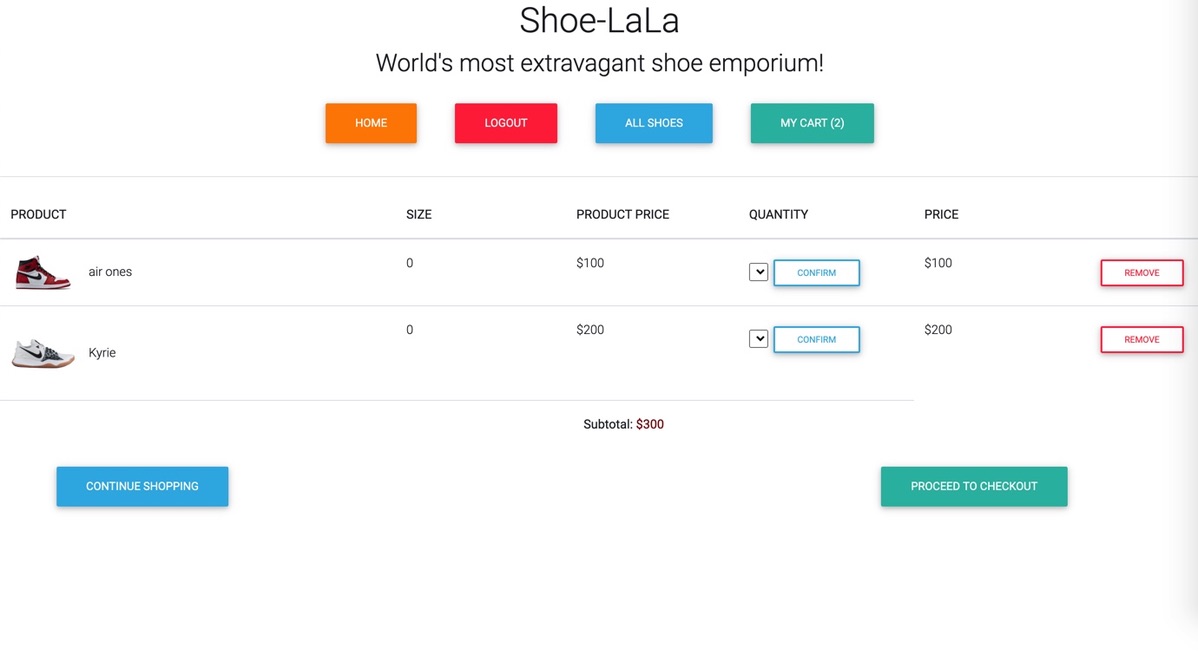 Shoe-LaLa
World's most extravagant shoe emporium!
HOME LOGOUT ALL SHOES MY CART (2)
PRODUCT SIZE PRODUCT PRICE QUANTITY PRICE
air ones 0 $100 CONFIRM $100 REMOVE
Kyrie 0 $200 CONFIRM $200 REMOVE
Subtotal: $300
CONTINUE SHOPPING PROCEED TO CHECKOUT